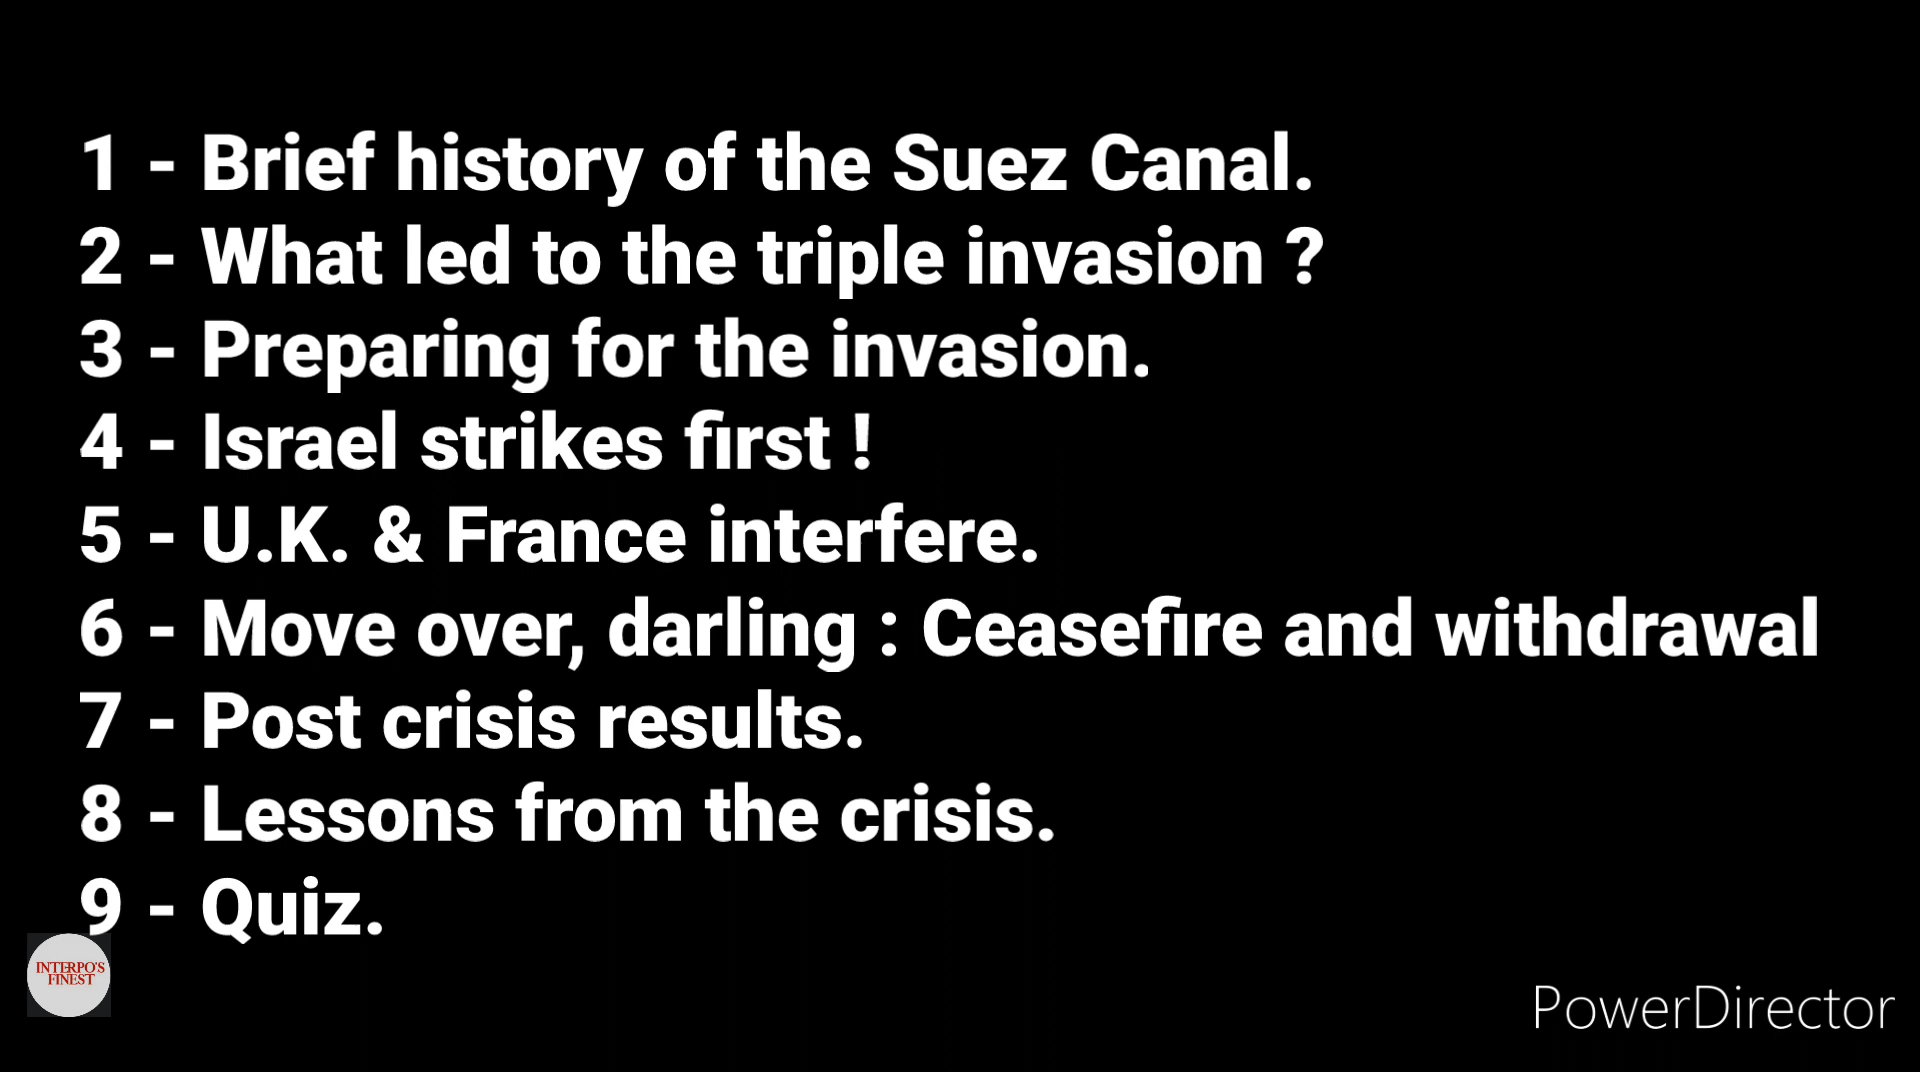 1 - Brief history of the Suez Canal.
2 - What led to the triple invasion ?
3 - Preparing for the invasion.
4 - Israel strikes first !
5 - U.K. & France interfere.
6 - Move over, darling : Ceasefire and withdrawal
7 - Post crisis results.
8 - Lessons from the crisis.
9 - Quiz.
INTERPO'S
FINEST
PowerDirector